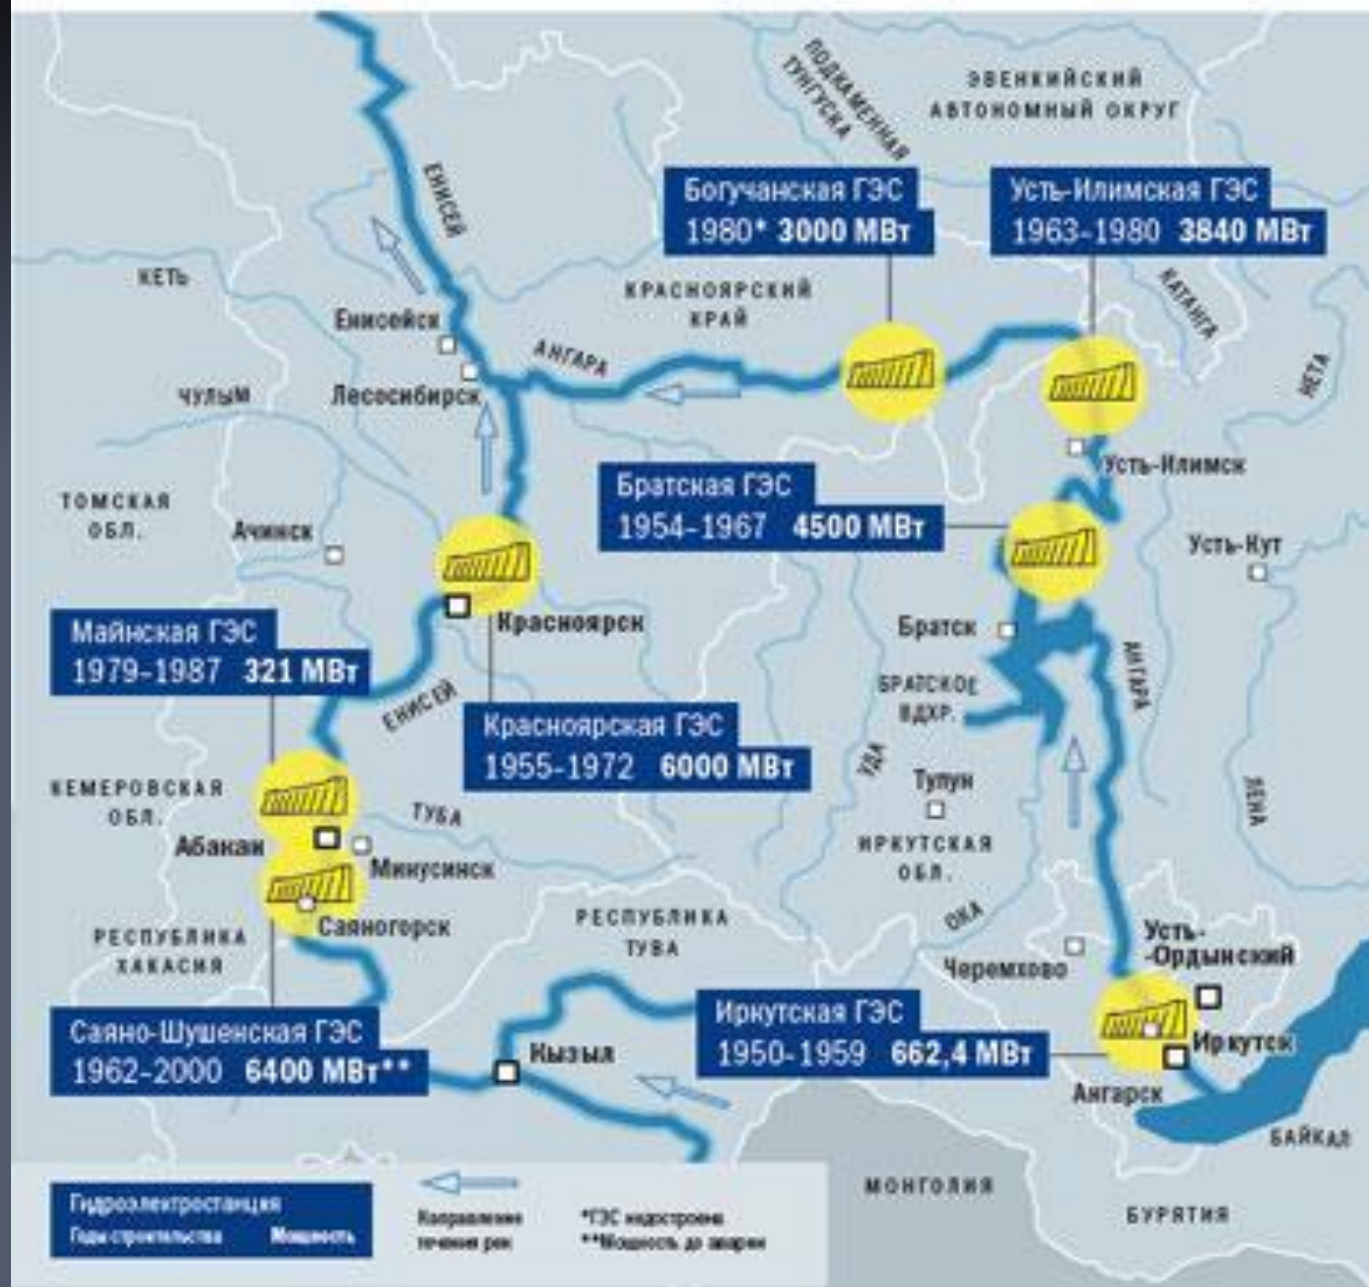 ПОДКАМЕННАЯ
ТУНГУСКА
ЭВЕНКИЙСКИЙ
АВТОНОМНЫЙ ОКРУГ
ЕНИСЕЙ
Богучанская ГЭС
1980* 3000 МВт
Усть-Илимская ГЭС
1963-1980 3840 МВт
КЕТЬ
КРАСНОЯРСКИЙ
КРАЙ
КАТАНГА
Енисейск
АНГАРА
НЕТА
ЧУЛЫМ
Лесосибирск
Усть-Илимск
Братская ГЭС
1954-1967 4500 МВт
ТОМСКАЯ
ОБЛ.
Ачинск
Усть-Кут
Майнская ГЭС
1979-1987 321 МВт
Красноярск
Братск
АНГАРА
ЕНИСЕЙ
БРАТСКОЕ
ВДХР.
Красноярская ГЭС
1955-1972 6000 МВт
УДА
КЕМЕРОВСКАЯ
ОБЛ.
ТУБА
Тулун
ЛЕНА
Абакан
Минусинск
ИРКУТСКАЯ
ОБЛ.
Саяногорск
РЕСПУБЛИКА
ТУВА
ОКА
РЕСПУБЛИКА
ХАКАСИЯ
Черемхово
Усть-
-Ордынский
Саяно-Шушенская ГЭС
1962-2000 6400 МВт**
Кызыл
Иркутская ГЭС
1950-1959 662,4 МВт
Иркутск
Ангарск
БАЙКАЛ
МОНГОЛИЯ
БУРЯТИЯ
Гидроэлектростанция
Годы строительства Мощность
Направление
течения рек
*ГЭС недостроена
**Мощность до аварии